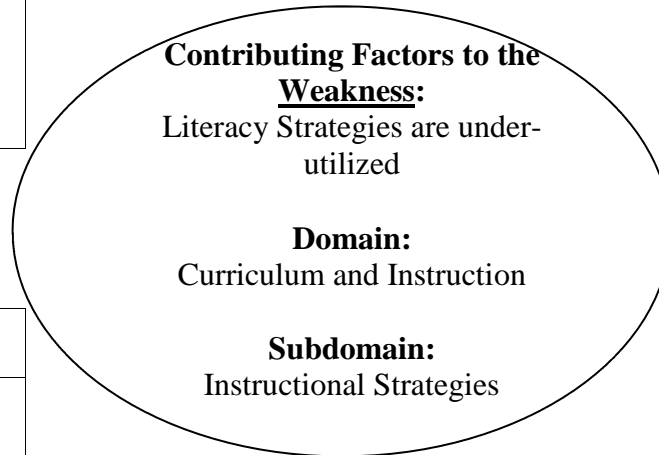 Contributing Factors to the
Weakness:
Literacy Strategies are under-
utilized
Domain:
Curriculum and Instruction
Subdomain:
Instructional Strategies